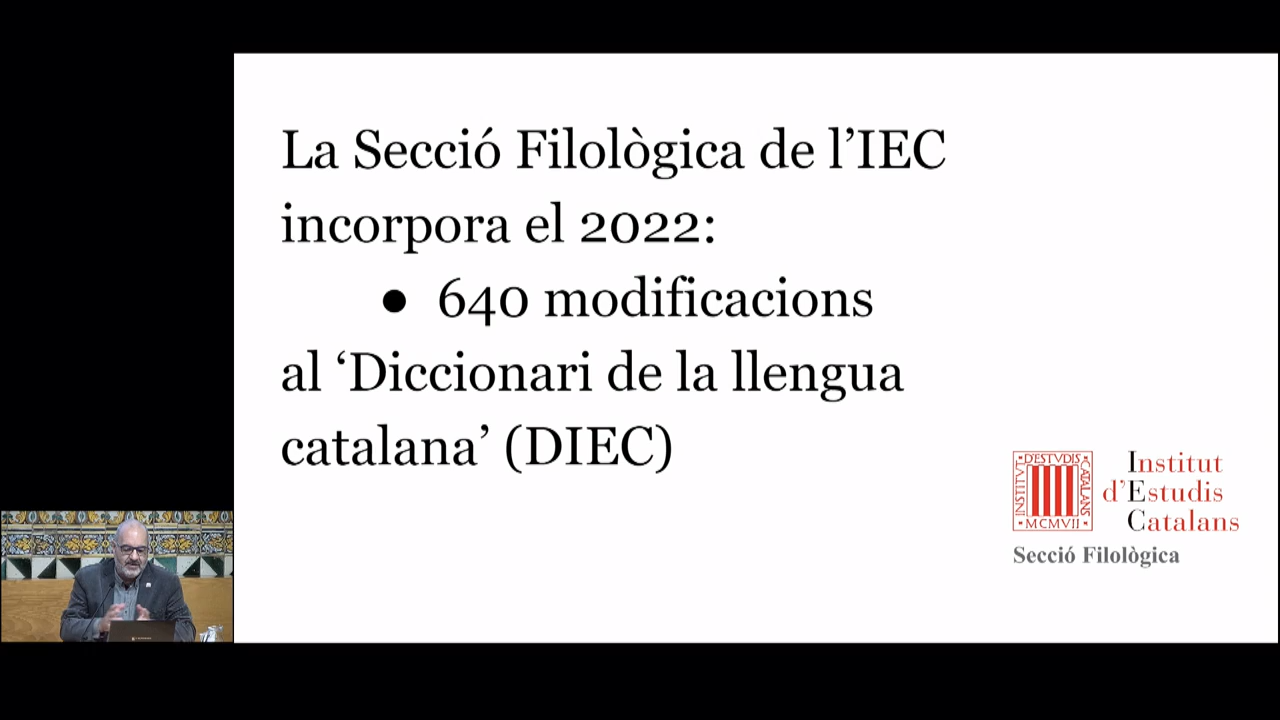 La Secció Filològica de l’IEC
incorpora el 2022:
● 640 modificacions
al ‘Diccionari de la llengua
catalana’ (DIEC)
INSTITVT
D'ESTVDIS
CATALANS
MCMVII
Institut
d’Estudis
Catalans
Secció Filològica